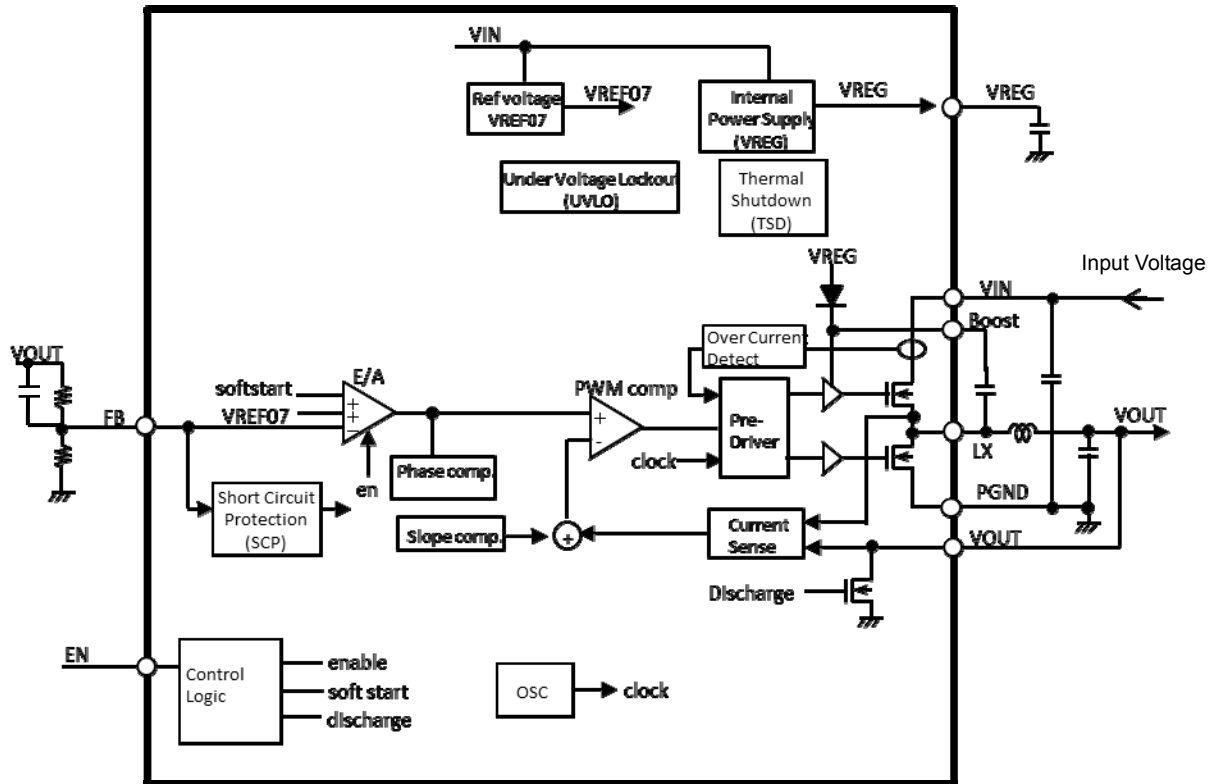 VIN
Ref voltage
VREF07
VREF07
Internal
Power Supply
(VREG)
VREG
VREG
Under Voltage Lockout
(UVLO)
Thermal
Shutdown
(TSD)
VREG
Input Voltage
VIN
Boost
Over Current
Detect
VOUT
E/A
softstart
+
PWM comp
VREF07
+
+
FB
−
-
Pre-
Driver
VOUT
LX
clock
Phase comp.
en
PGND
Short Circuit
Protection
(SCP)
Slope comp.
+
Current
Sense
VOUT
Discharge
EN
Control
Logic
enable
soft start
discharge
OSC
clock